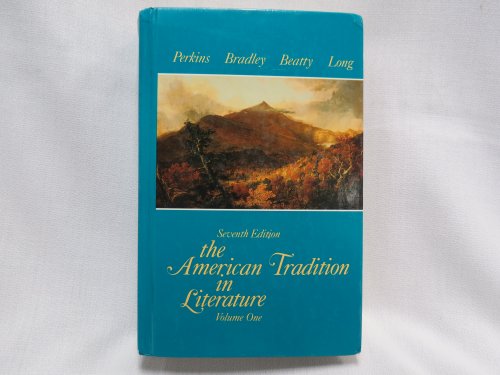 Perkins Bradley Beatty Long
Seventh Edition
the
American Tradition
in
Literature
Volume One